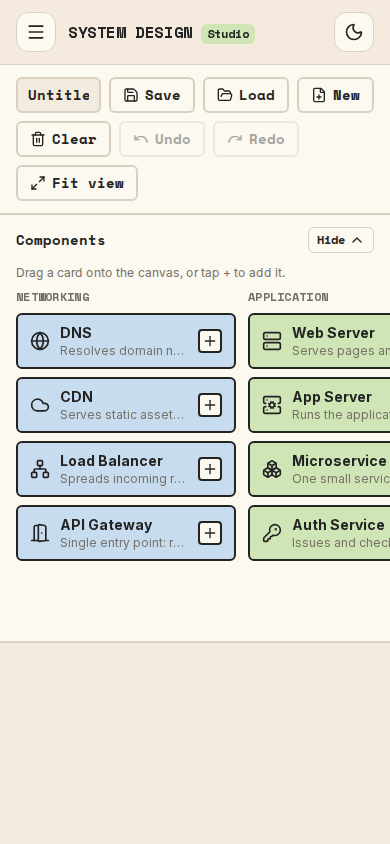 SYSTEM DESIGN Studio
Untitle Save Load New
Clear Undo Redo
Fit view
Components Hide
Drag a card onto the canvas, or tap + to add it.
NETWORKING
DNS
Resolves domain n...
CDN
Serves static asset...
Load Balancer
Spreads incoming r...
API Gateway
Single entry point: r...
APPLICATION
Web Server
Serves pages an
App Server
Runs the applicat
Microservice
One small servic
Auth Service
Issues and chec